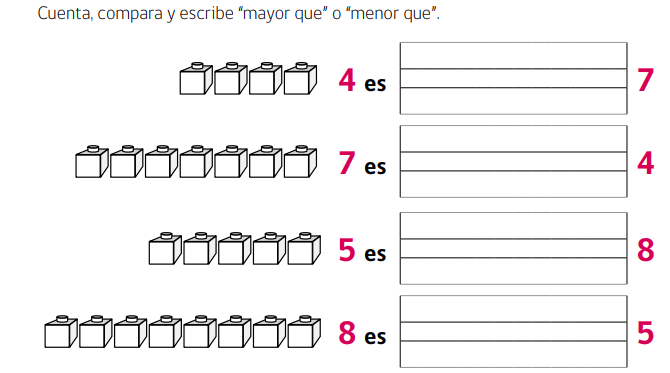 Cuenta, compara y escribe “mayor que” o “menor que”.
4 es 7
7 es 4
5 es 8
8 es 5